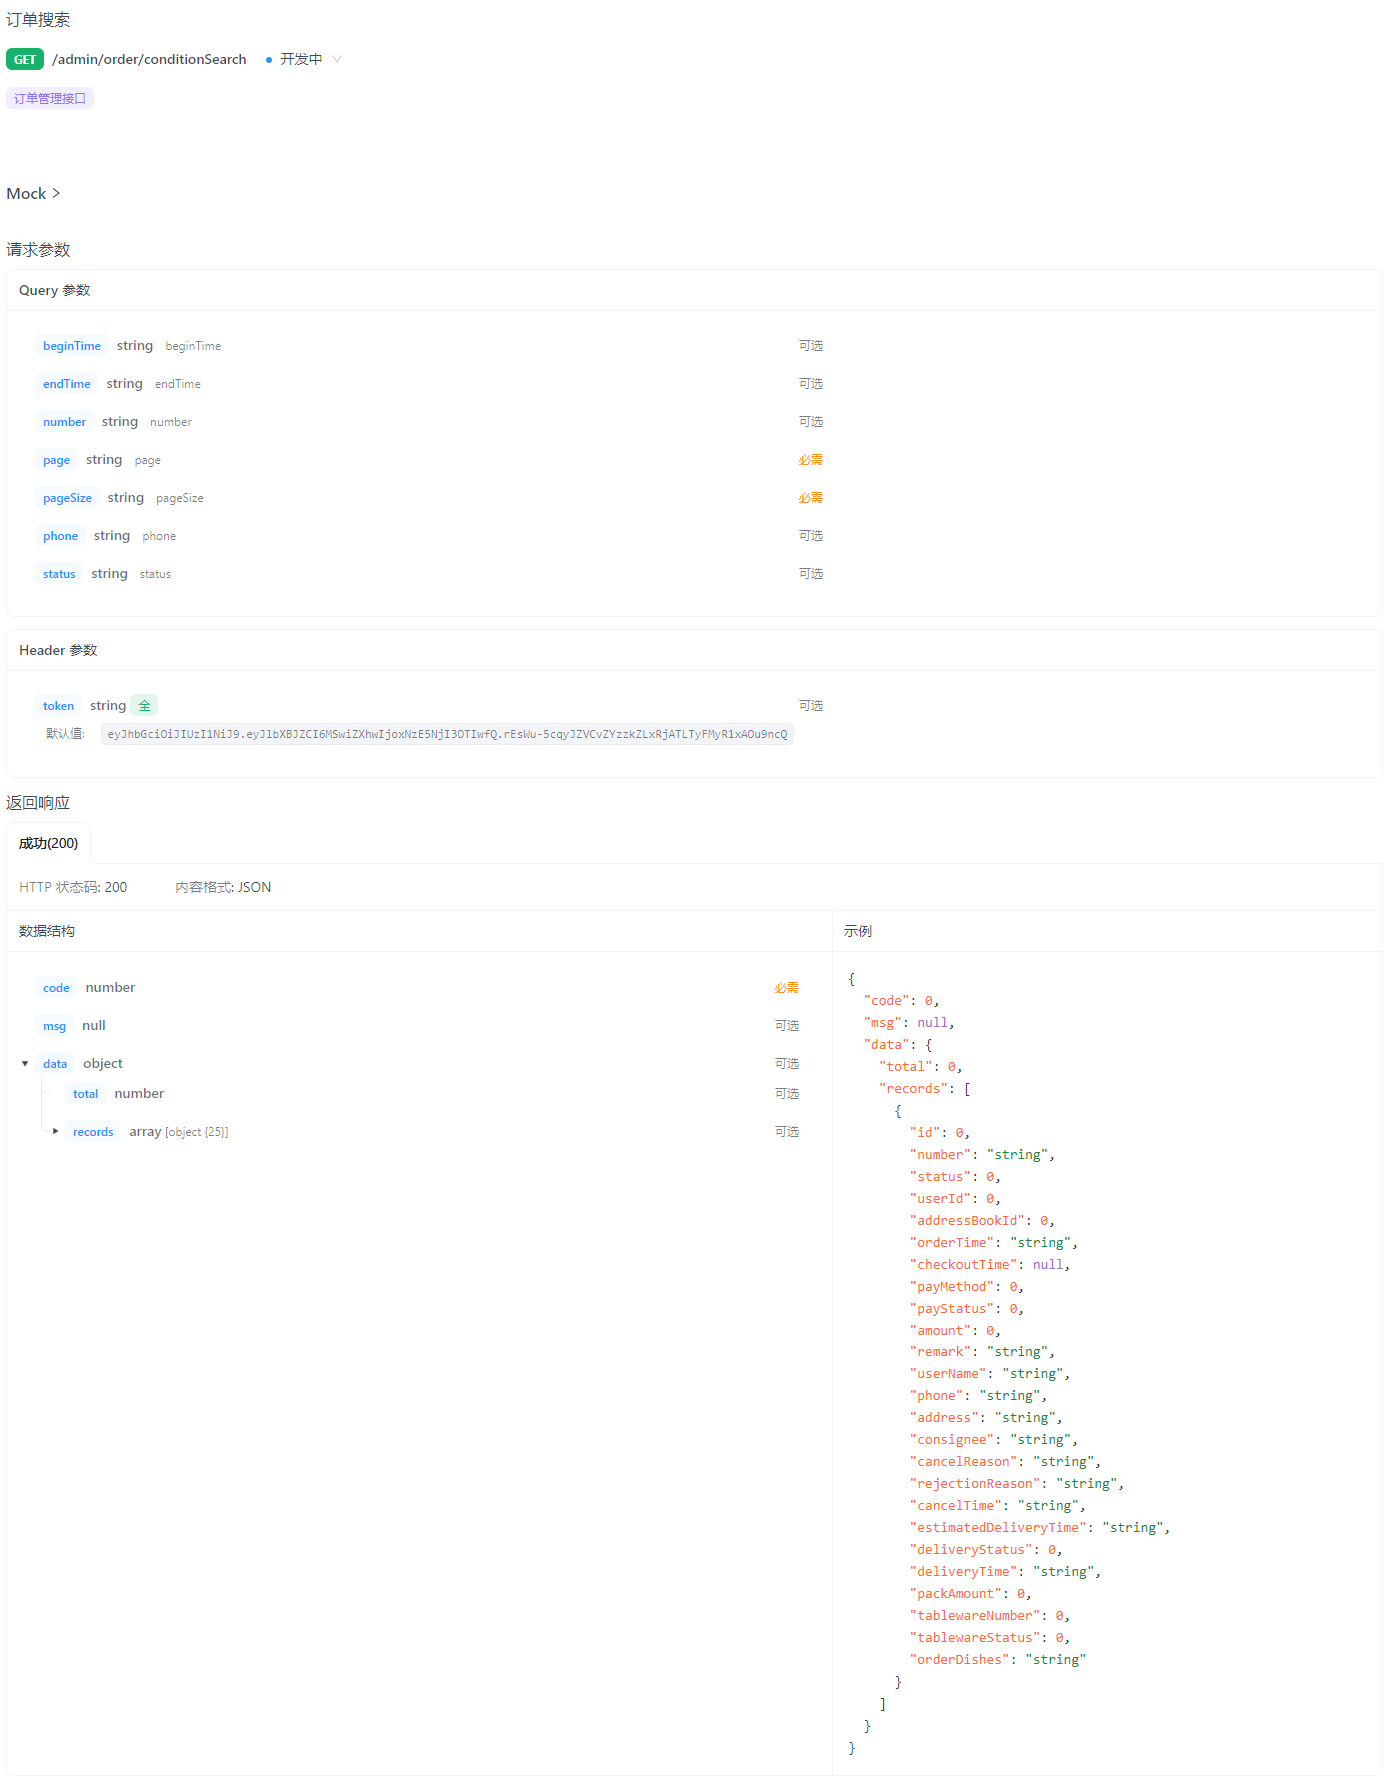 订单搜索
GET /admin/order/conditionSearch 开发中
订单管理接口
Mock
请求参数
Query 参数
beginTime string beginTime 可选
endTime string endTime 可选
number string number 可选
page string page 必需
pageSize string pageSize 必需
phone string phone 可选
status string status 可选
Header 参数
token string 全 可选
默认值: eyJhbGciOiJIUzI1NiJ9.eyJlbXBJZCI6MSwiZXhwIjoxNzE5NjI3OTIwfQ.rEsWu-5cqyJZVCvZYzzkZLxRjATLTyFMyR1xAOu9ncQ
返回响应
成功(200)
HTTP 状态码: 200 内容格式: JSON
数据结构
code number 必需
msg null 可选
data object 可选
total number 可选
records array [object {25}] 可选
示例
{
"code": 0,
"msg": null,
"data": {
"total": 0,
"records": [
{
"id": 0,
"number": "string",
"status": 0,
"userId": 0,
"addressBookId": 0,
"orderTime": "string",
"checkoutTime": null,
"payMethod": 0,
"payStatus": 0,
"amount": 0,
"remark": "string",
"userName": "string",
"phone": "string",
"address": "string",
"consignee": "string",
"cancelReason": "string",
"rejectionReason": "string",
"cancelTime": "string",
"estimatedDeliveryTime": "string",
"deliveryStatus": 0,
"deliveryTime": "string",
"packAmount": 0,
"tablewareNumber": 0,
"tablewareStatus": 0,
"orderDishes": "string"
}
]
}
}